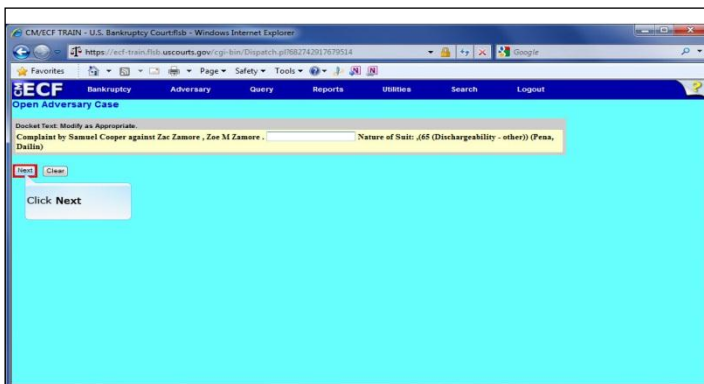 CM/ECF TRAIN - U.S. Bankruptcy Court:flsb - Windows Internet Explorer
https://ecf-train.flsb.uscourts.gov/cgi-bin/Dispatch.pl?682742917679514
Google
Favorites Page Safety Tools
ECF Bankruptcy Adversary Query Reports Utilities Search Logout ?
Open Adversary Case
Docket Text: Modify as Appropriate.
Complaint by Samuel Cooper against Zac Zamore , Zoe M Zamore . Nature of Suit: ,(65 (Dischargeability - other)) (Pena,
Dailin)
Next Clear
Click Next